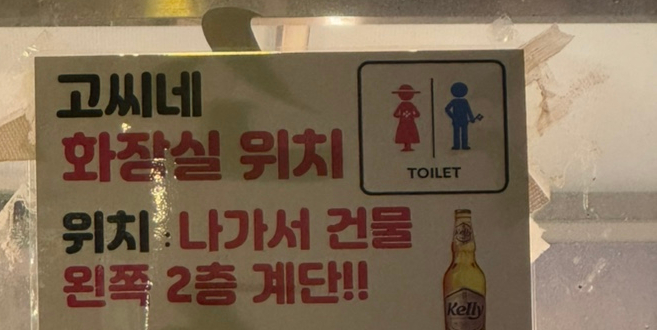 고씨네
화장실 위치
TOILET
위치 : 나가서 건물
왼쪽 2층 계단!!
Kelly